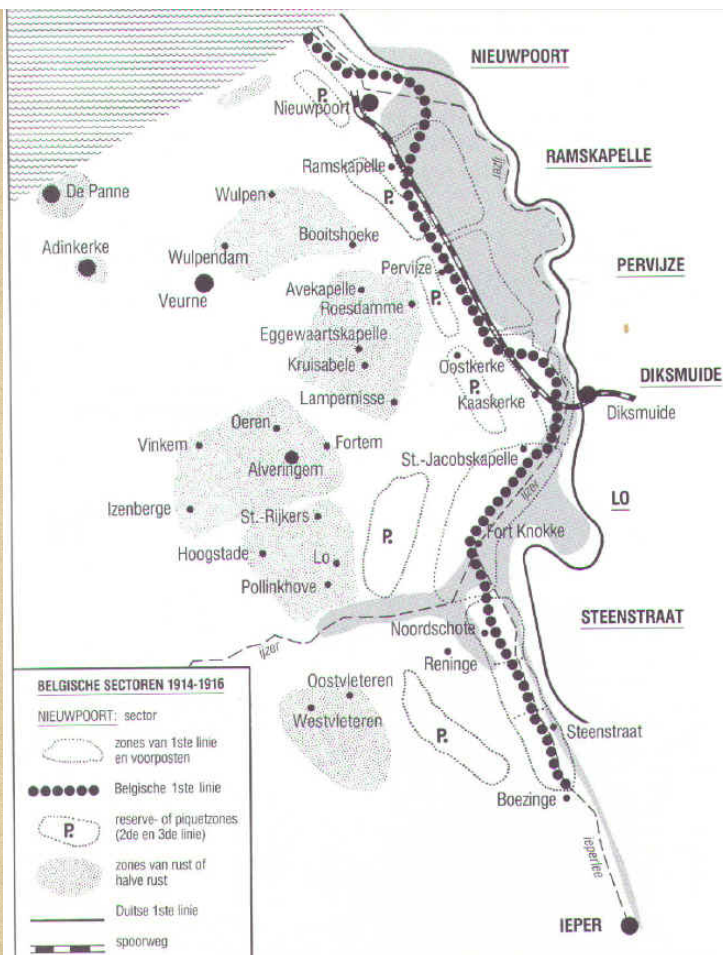 NIEUWPOORT
P.
Nieuwpoort
RAMSKAPELLE
Ijzer
Ramskapelle
De Panne
Wulpen
P.
Booitshoeke
Adinkerke
Wulpendam
PERVIJZE
Pervijze
Veurne
Avekapelle
P.
Roesdamme
Eggewaartskapelle
Oostkerke
Kruisabele
P.
DIKSMUIDE
Kaaskerke
Lampernisse
Diksmuide
Oeren
Vinkem
Fortem
St.-Jacobskapelle
Alveringem
Ijzer
LO
Izenberge
St.-Rijkers
Fort Knokke
P.
Hoogstade
Lo
Pollinkhove
STEENSTRAAT
Noordschote
Ijzer
Reninge
Oostvleteren
Westvleteren
Steenstraat
P.
Boezinge
ieperlee
IEPER
BELGISCHE SECTOREN 1914-1916
NIEUWPOORT: sector
zones van 1ste linie
en voorposten
Belgische 1ste linie
P.
reserve- of piquetzones
(2de en 3de linie)
zones van rust of
halve rust
Duitse 1ste linie
spoorweg